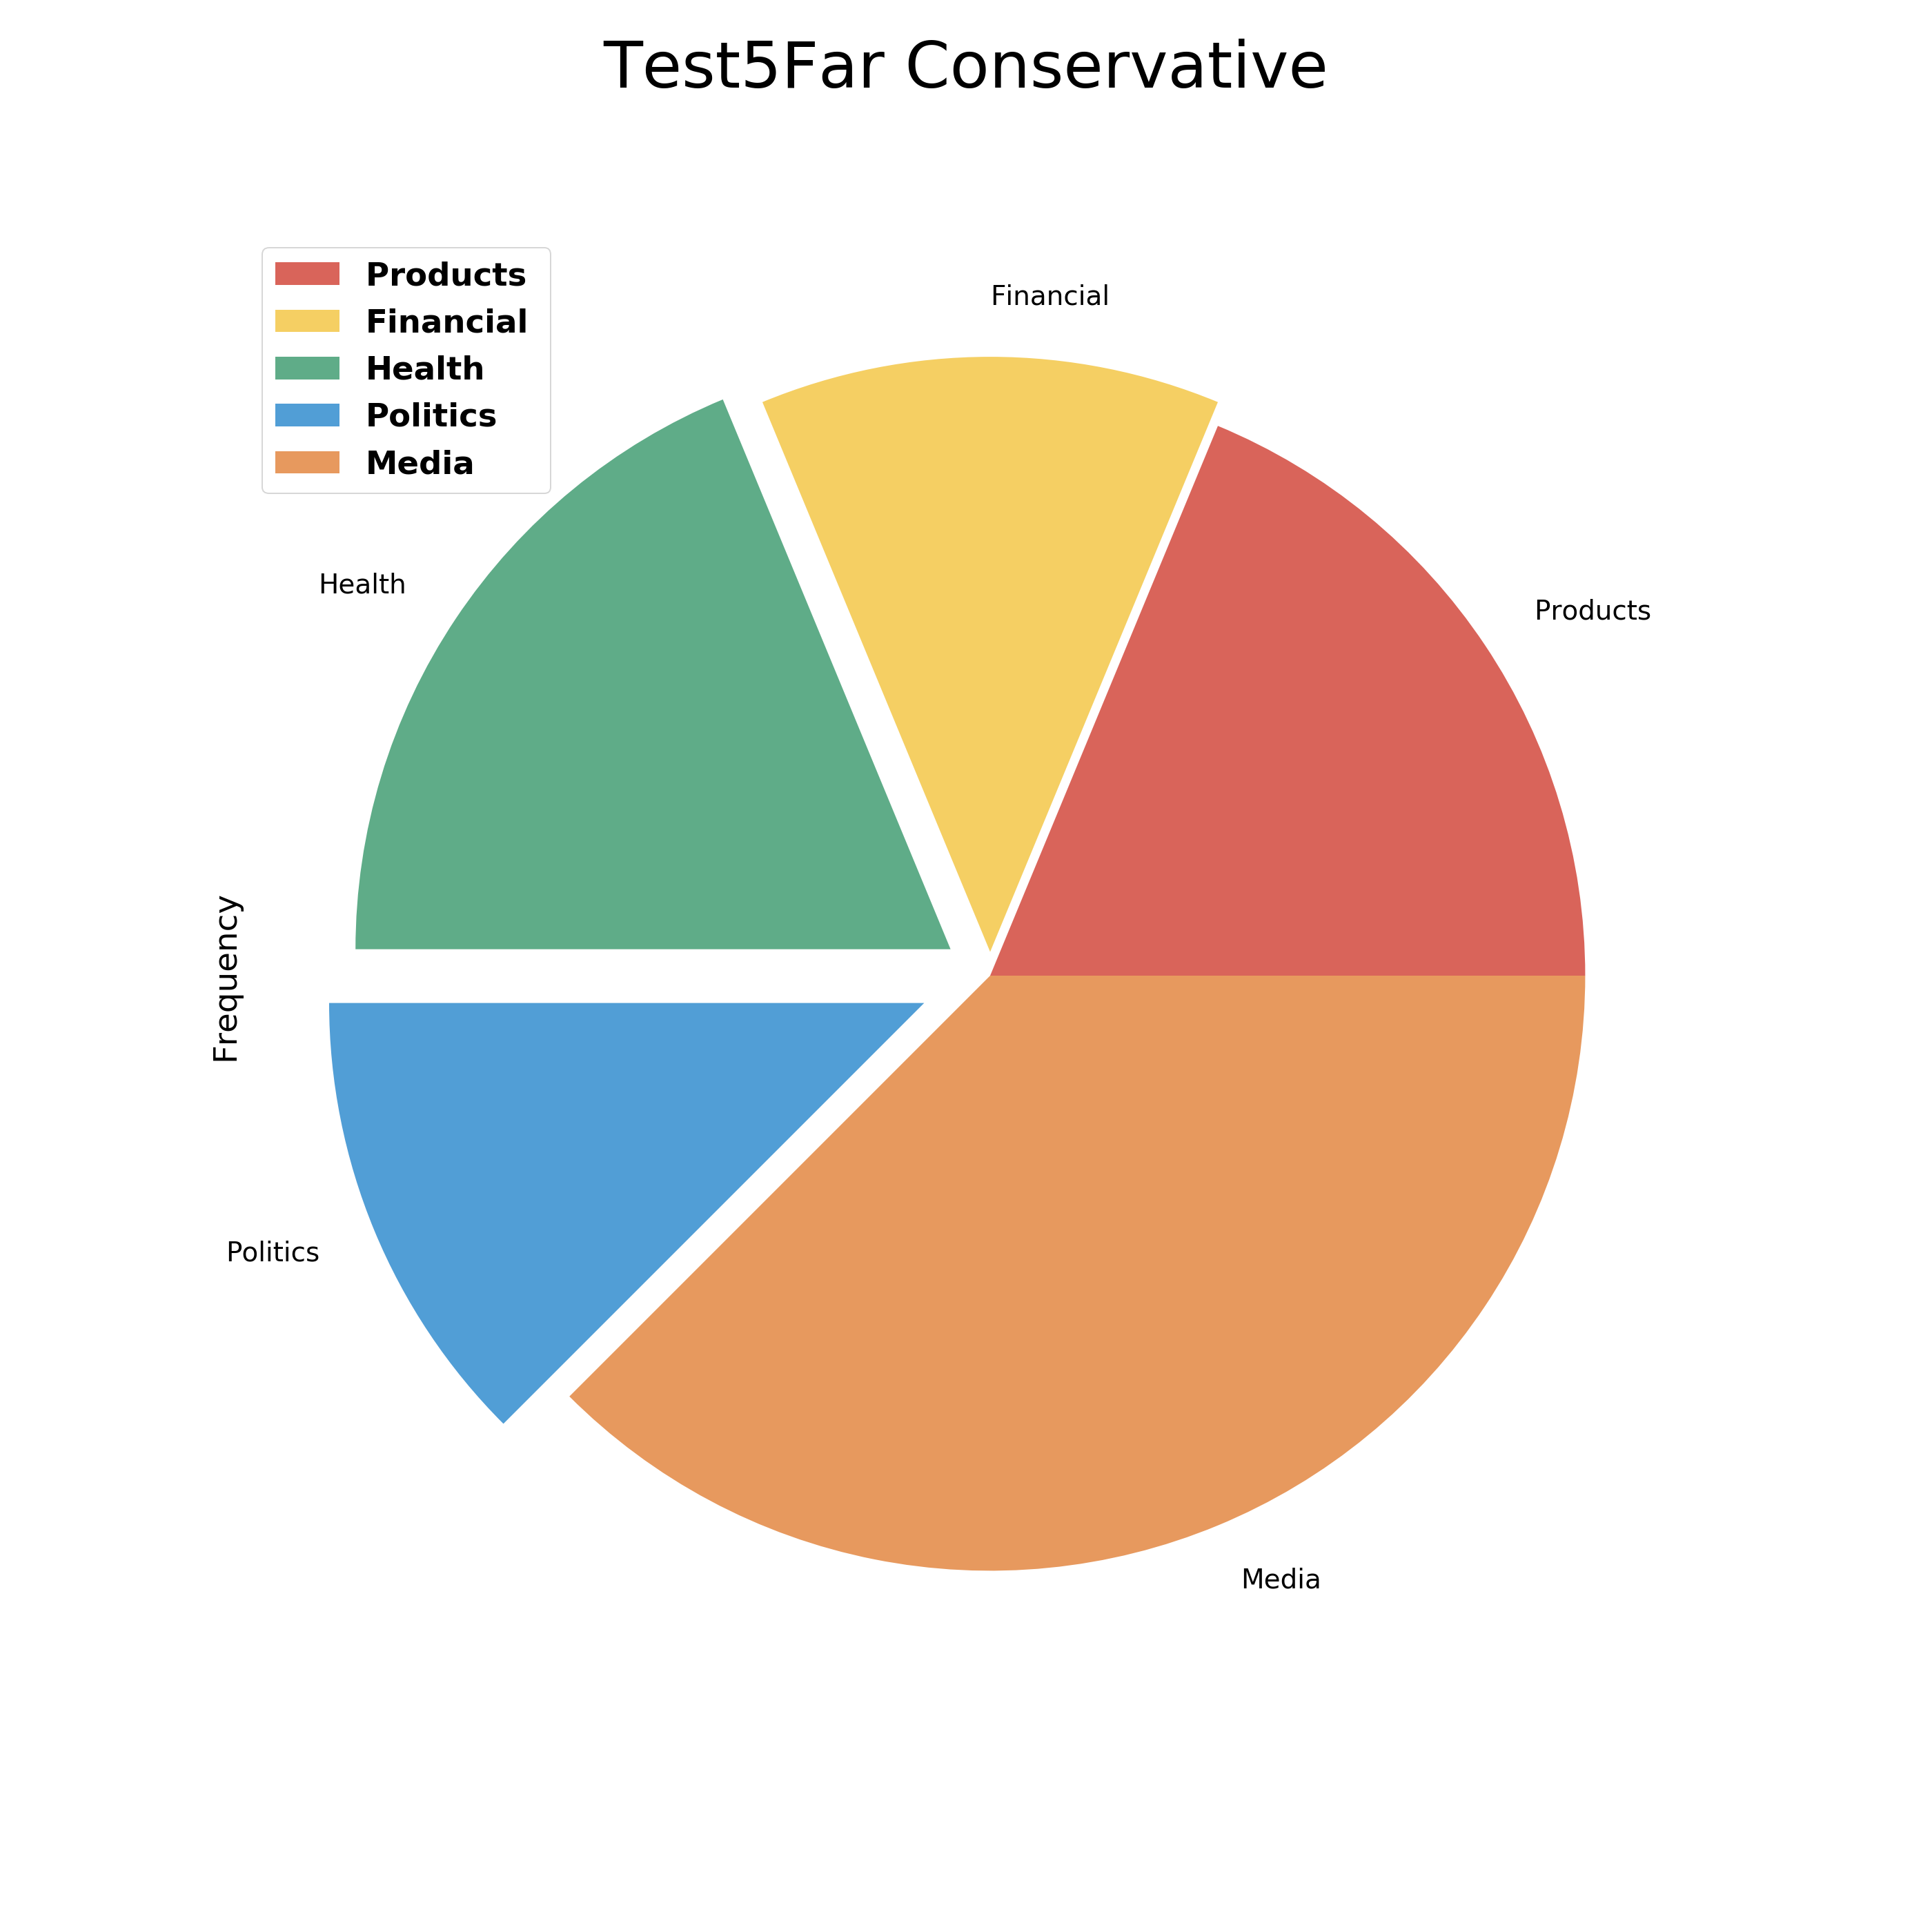 Test5Far Conservative
Products
Financial
Health
Politics
Media
Financial
Health
Products
Frequency
Politics
Media